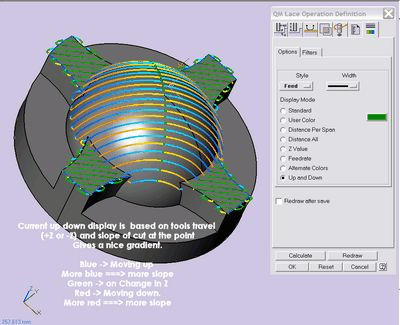 QM Lace Operation Definition
Options
Filters
Style
Width
Feed
Display Mode
Standard
User Color
Distance Per Span
Distance All
Z Value
Feedrate
Alternate Colors
Up and Down
Redraw after save
Calculate
Redraw
OK
Reset
Cancel
Current up down display is based on tools travel
(+Z or -Z) and slope of cut at the point
Gives a nice gradient.
Blue -> Moving up
More blue ===> more slope
Green -> on Change in Z
Red -> Moving down.
More red ===> more slope
Z
X
257.813 mm